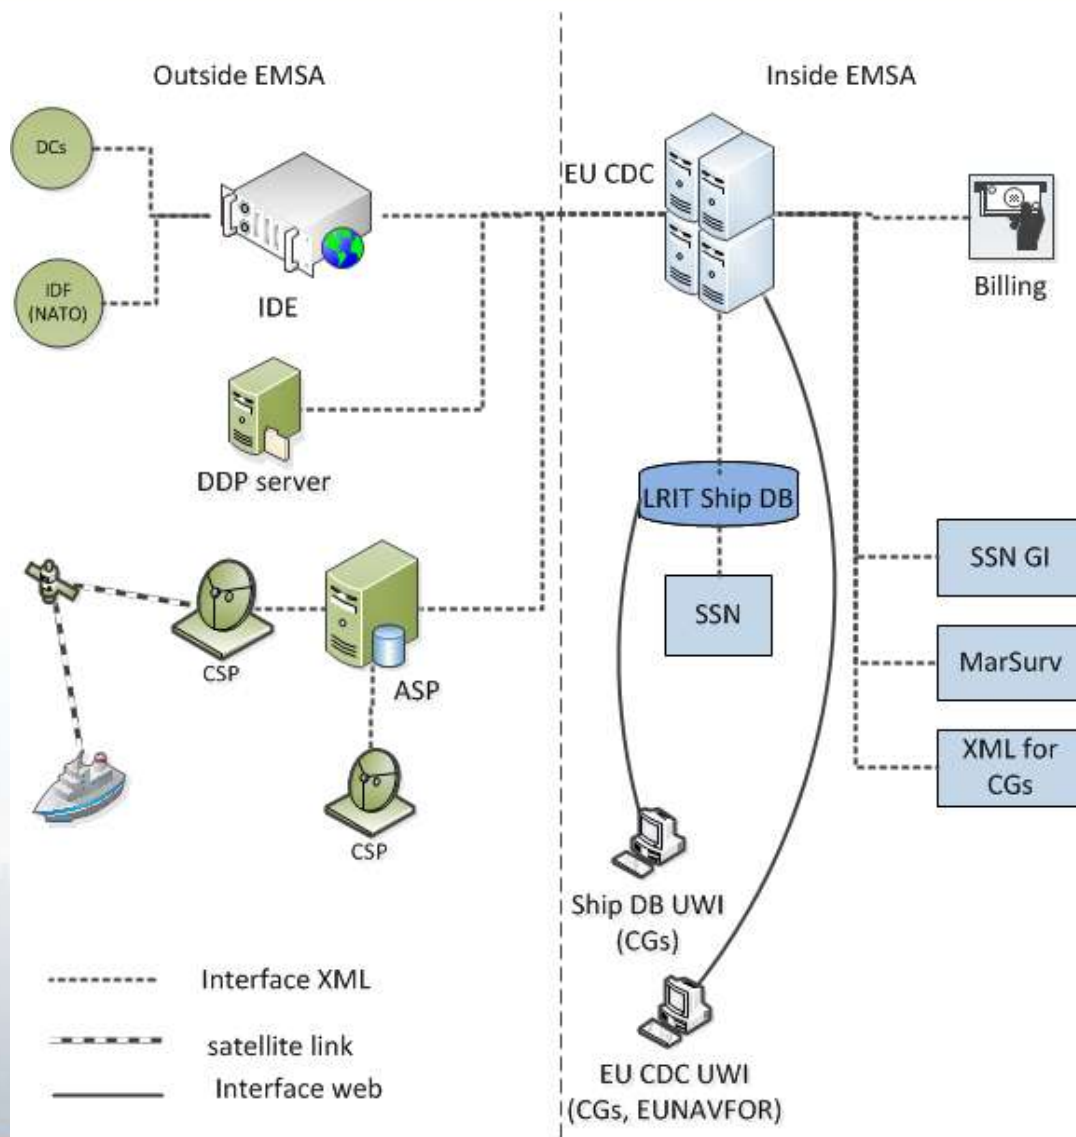 Outside EMSA
Inside EMSA
DCs
EU CDC
IDF
(NATO)
IDE
Billing
DDP server
LRIT Ship DB
SSN GI
SSN
CSP
ASP
MarSurv
XML for
CGs
CSP
Ship DB UWI
(CGs)
Interface XML
satellite link
Interface web
EU CDC UWI
(CGs, EUNAVFOR)